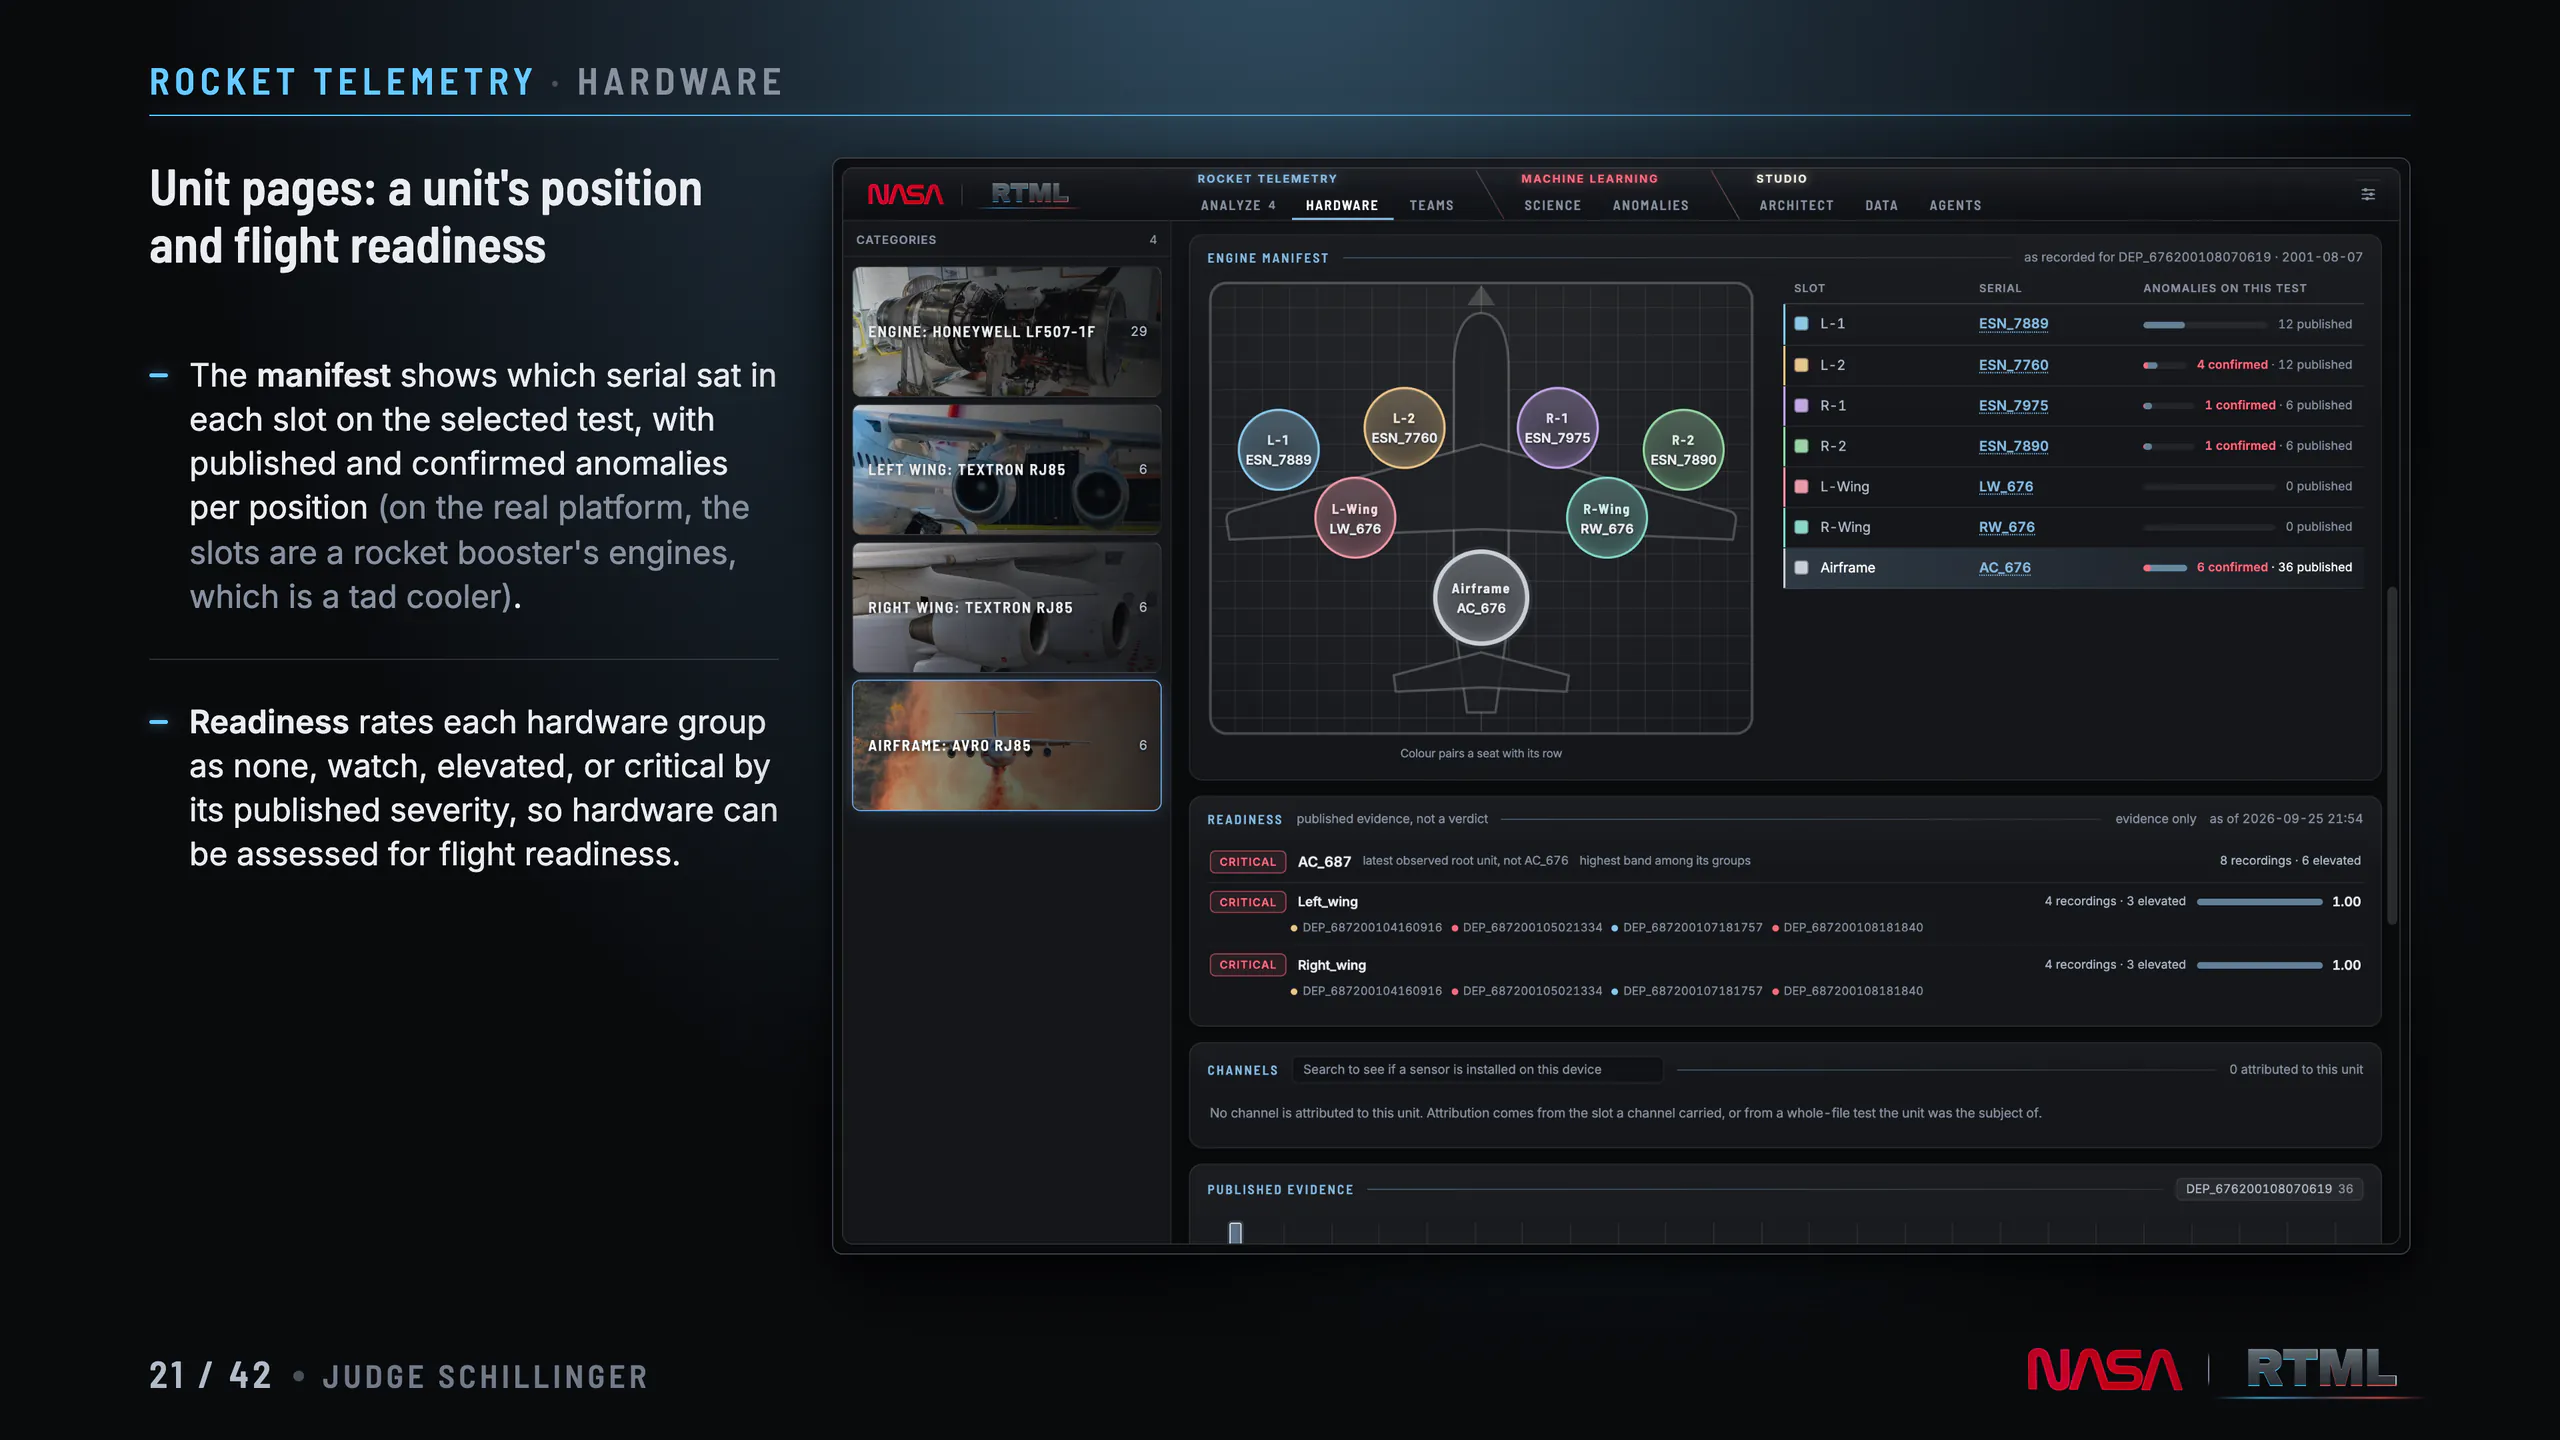 ROCKET TELEMETRY · HARDWARE
Unit pages: a unit's position
and flight readiness
– The manifest shows which serial sat in
each slot on the selected test, with
published and confirmed anomalies
per position (on the real platform, the
slots are a rocket booster's engines,
which is a tad cooler).
– Readiness rates each hardware group
as none, watch, elevated, or critical by
its published severity, so hardware can
be assessed for flight readiness.
NASA | RTML
ROCKET TELEMETRY
ANALYZE 4 HARDWARE TEAMS
MACHINE LEARNING
SCIENCE ANOMALIES
STUDIO
ARCHITECT DATA AGENTS
CATEGORIES 4
ENGINE: HONEYWELL LF507-1F 29
LEFT WING: TEXTRON RJ85 6
RIGHT WING: TEXTRON RJ85 6
AIRFRAME: AVRO RJ85 6
ENGINE MANIFEST as recorded for DEP_676200108070619 · 2001-08-07
L-1
ESN_7889
L-2
ESN_7760
R-1
ESN_7975
R-2
ESN_7890
L-Wing
LW_676
R-Wing
RW_676
Airframe
AC_676
Colour pairs a seat with its row
SLOT SERIAL ANOMALIES ON THIS TEST
L-1 ESN_7889 12 published
L-2 ESN_7760 4 confirmed · 12 published
R-1 ESN_7975 1 confirmed · 6 published
R-2 ESN_7890 1 confirmed · 6 published
L-Wing LW_676 0 published
R-Wing RW_676 0 published
Airframe AC_676 6 confirmed · 36 published
READINESS published evidence, not a verdict evidence only as of 2026-09-25 21:54
CRITICAL AC_687 latest observed root unit, not AC_676 highest band among its groups 8 recordings · 6 elevated
CRITICAL Left_wing 4 recordings · 3 elevated 1.00
DEP_687200104160916 DEP_687200105021334 DEP_687200107181757 DEP_687200108181840
CRITICAL Right_wing 4 recordings · 3 elevated 1.00
DEP_687200104160916 DEP_687200105021334 DEP_687200107181757 DEP_687200108181840
CHANNELS Search to see if a sensor is installed on this device 0 attributed to this unit
No channel is attributed to this unit. Attribution comes from the slot a channel carried, or from a whole-file test the unit was the subject of.
PUBLISHED EVIDENCE DEP_676200108070619 36
21 / 42 • JUDGE SCHILLINGER
NASA | RTML